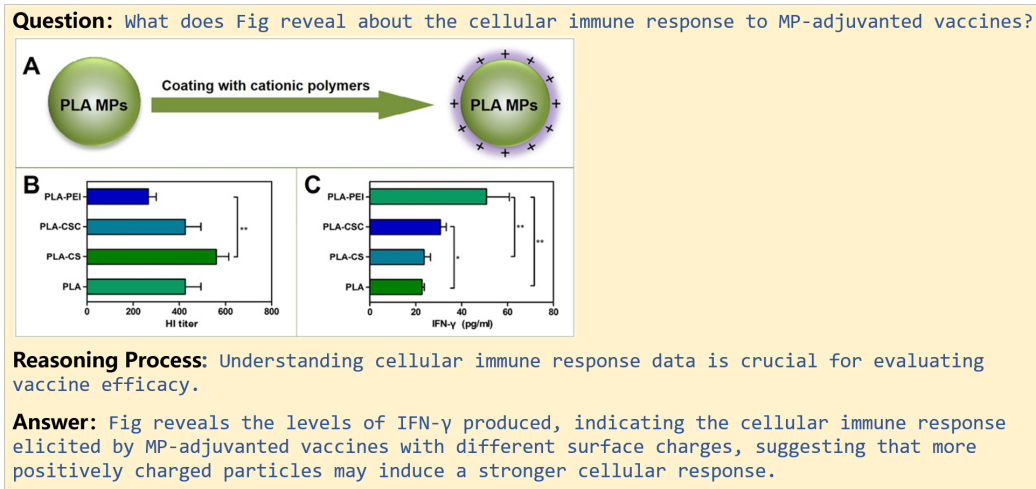 Question: What does Fig reveal about the cellular immune response to MP-adjuvanted vaccines?
A
Coating with cationic polymers
PLA MPs
PLA MPs
+ + + + + + + + + + + +
B
PLA-PEI
PLA-CSC
PLA-CS
PLA
**
0 200 400 600 800
HI titer
C
PLA-PEI
PLA-CSC
PLA-CS
PLA
*
**
**
0 20 40 60 80
IFN-γ (pg/ml)
Reasoning Process: Understanding cellular immune response data is crucial for evaluating
vaccine efficacy.
Answer: Fig reveals the levels of IFN-γ produced, indicating the cellular immune response
elicited by MP-adjuvanted vaccines with different surface charges, suggesting that more
positively charged particles may induce a stronger cellular response.